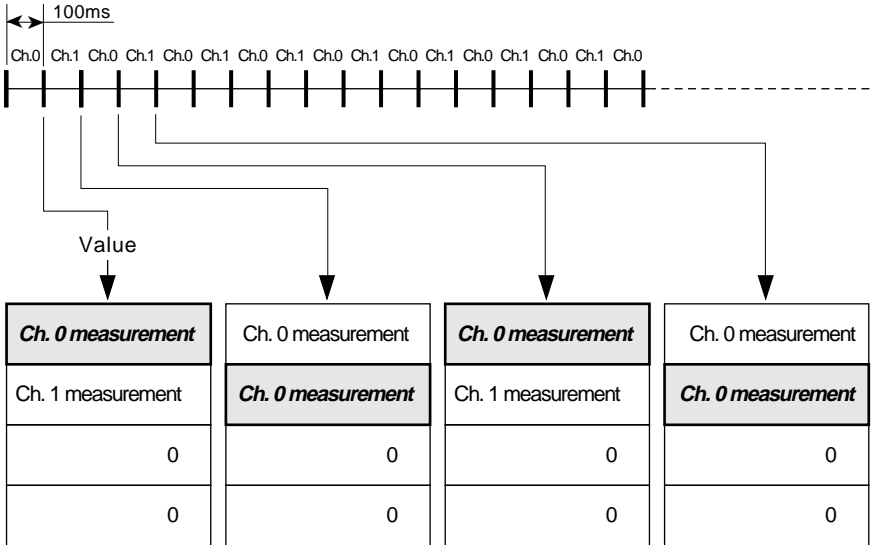 100ms
Ch.0 Ch.1 Ch.0 Ch.1 Ch.0 Ch.1 Ch.0 Ch.1 Ch.0 Ch.1 Ch.0 Ch.1 Ch.0 Ch.1 Ch.0 Ch.1 Ch.0
Value
Ch. 0 measurement Ch. 0 measurement Ch. 0 measurement Ch. 0 measurement
Ch. 1 measurement Ch. 0 measurement Ch. 1 measurement Ch. 0 measurement
0 0 0 0
0 0 0 0